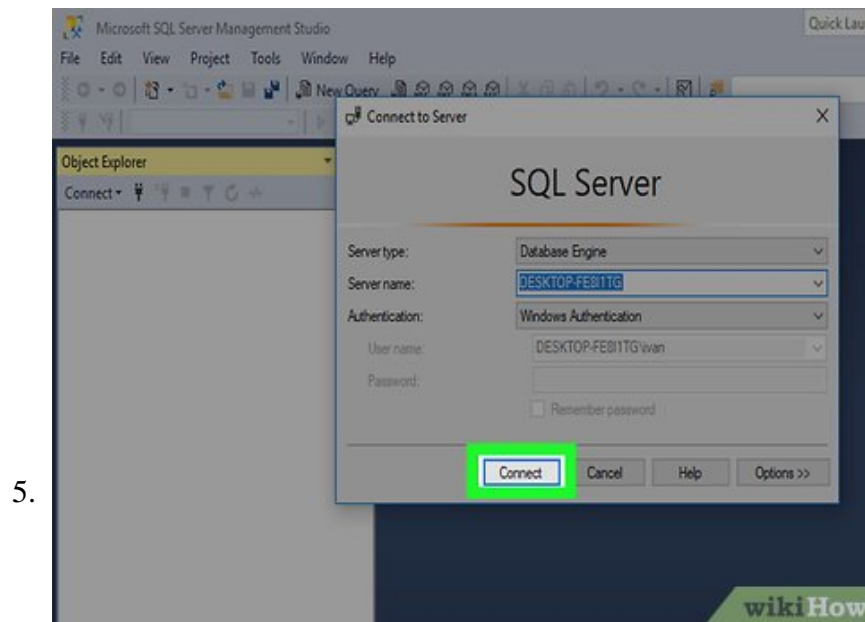 Microsoft SQL Server Management Studio
Quick Lau
File Edit View Project Tools Window Help
New Query
Connect to Server
Object Explorer
Connect
SQL Server
Server type: Database Engine
Server name: DESKTOP-FE8I1TG
Authentication: Windows Authentication
User name: DESKTOP-FE8I1TG\ivan
Password:
Remember password
Connect Cancel Help Options >>
5.
wikiHow